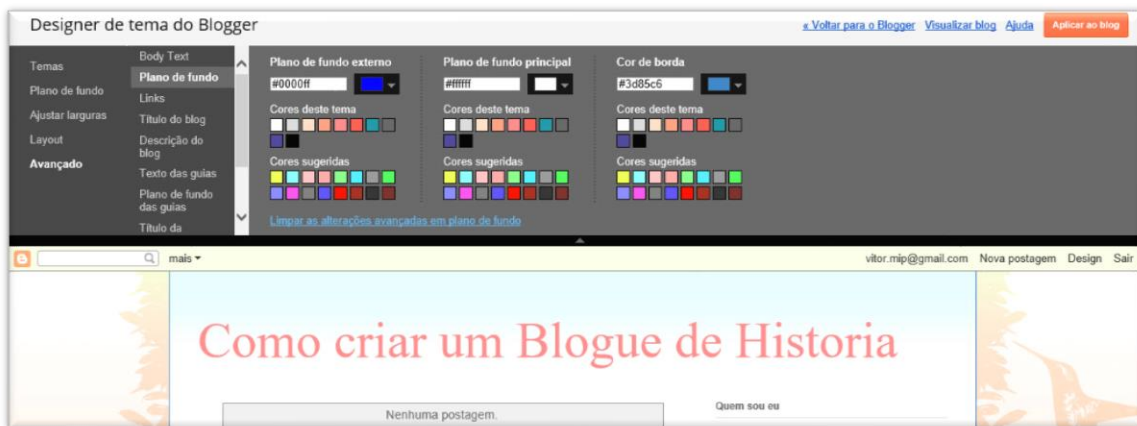 Designer de tema do Blogger
« Voltar para o Blogger Visualizar blog Ajuda Aplicar ao blog
Temas
Plano de fundo
Ajustar larguras
Layout
Avançado
Body Text
Plano de fundo
Links
Título do blog
Descrição do
blog
Texto das guias
Plano de fundo
das guias
Título da
Plano de fundo externo
#0000ff
Cores deste tema
Cores sugeridas
Plano de fundo principal
#ffffff
Cores deste tema
Cores sugeridas
Cor de borda
#3d85c6
Cores deste tema
Cores sugeridas
Limpar as alterações avançadas em plano de fundo
mais
vitor.mip@gmail.com Nova postagem Design Sair
Como criar um Blogue de Historia
Nenhuma postagem.
Quem sou eu